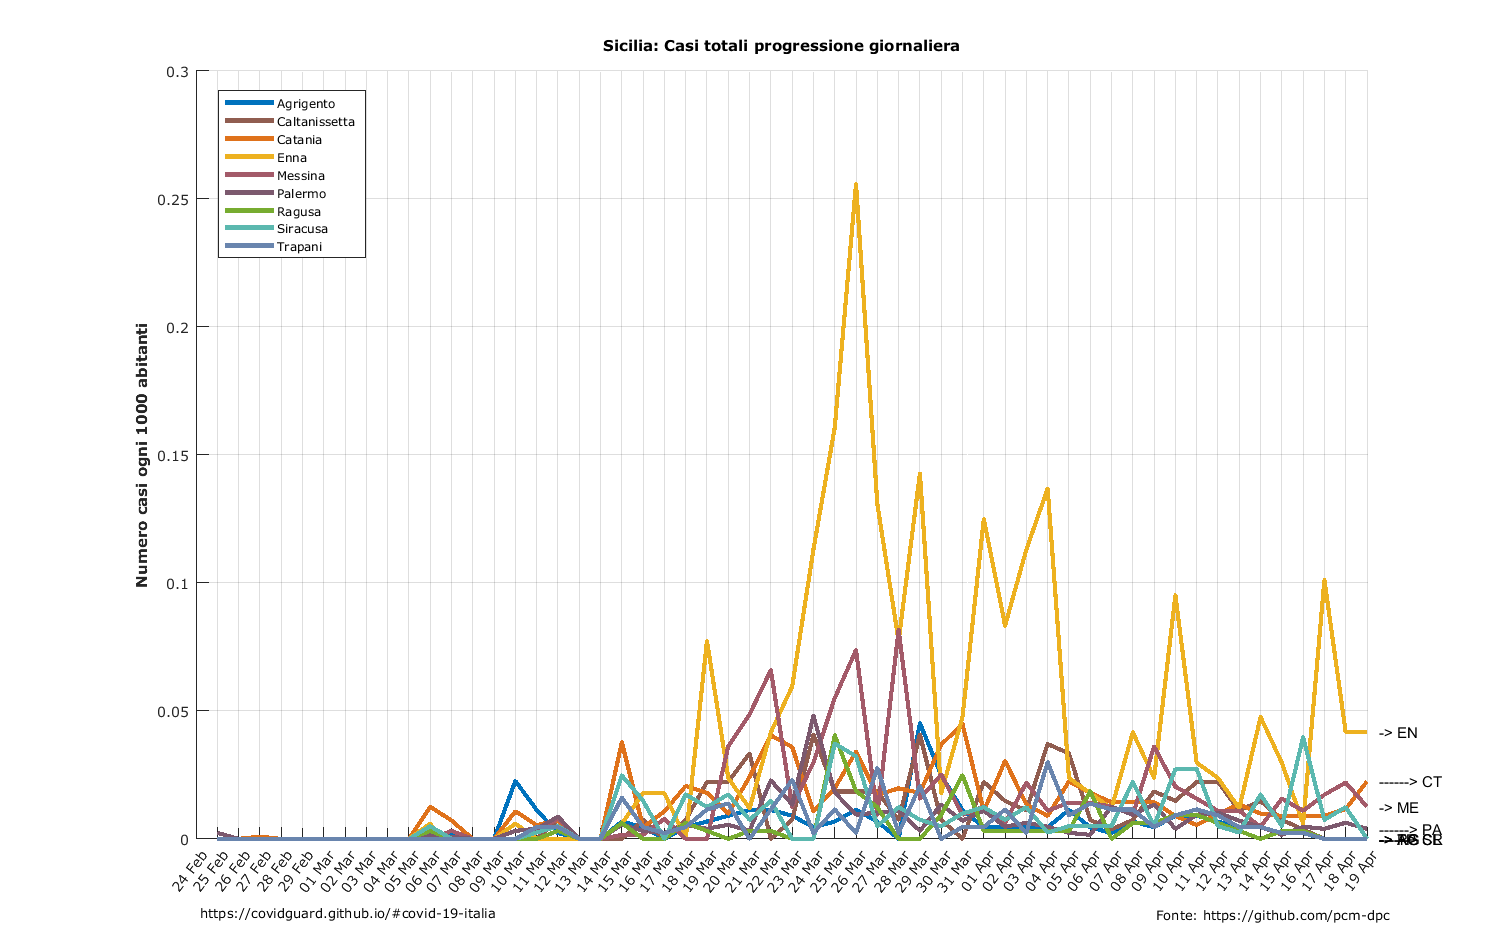 Sicilia: Casi totali progressione giornaliera
Numero casi ogni 1000 abitanti
0.3
0.25
0.2
0.15
0.1
0.05
0
Agrigento
Caltanissetta
Catania
Enna
Messina
Palermo
Ragusa
Siracusa
Trapani
-> EN
------> CT
-> ME
------> PA
24 Feb
25 Feb
26 Feb
27 Feb
28 Feb
29 Feb
01 Mar
02 Mar
03 Mar
04 Mar
05 Mar
06 Mar
07 Mar
08 Mar
09 Mar
10 Mar
11 Mar
12 Mar
13 Mar
14 Mar
15 Mar
16 Mar
17 Mar
18 Mar
19 Mar
20 Mar
21 Mar
22 Mar
23 Mar
24 Mar
25 Mar
26 Mar
27 Mar
28 Mar
29 Mar
30 Mar
31 Mar
01 Apr
02 Apr
03 Apr
04 Apr
05 Apr
06 Apr
07 Apr
08 Apr
09 Apr
10 Apr
11 Apr
12 Apr
13 Apr
14 Apr
15 Apr
16 Apr
17 Apr
18 Apr
19 Apr
https://covidguard.github.io/#covid-19-italia
Fonte: https://github.com/pcm-dpc